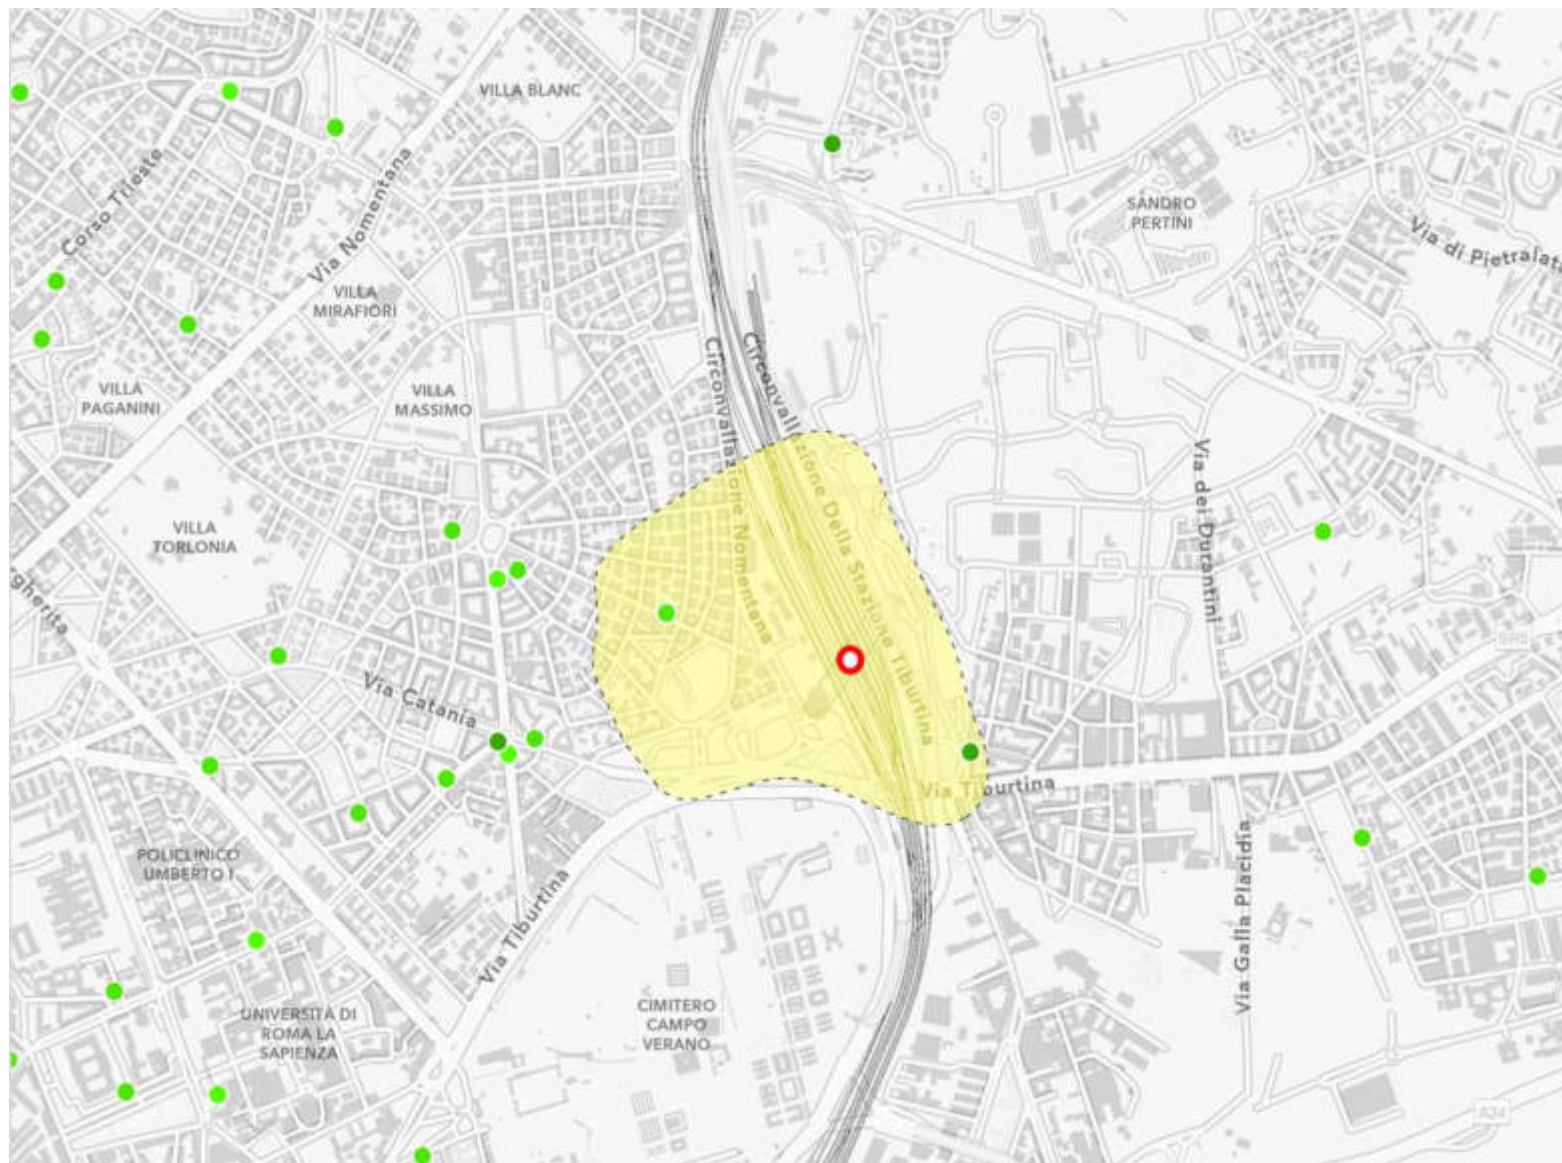 VILLA BLANC
Corso Trieste
Via Nomentana
SANDRO
PERTINI
Via di Pietralata
VILLA
MIRAFIORI
VILLA
PAGANINI
VILLA
MASSIMO
Circonvallazione Nomentana
Circonvallazione Della Stazione Tiburtina
VILLA
TORLONIA
Via dei Durantini
gherita
Via Catania
Via Tiburtina
POLICLINICO
UMBERTO I
Via Tiburtina
Via Galla Placidia
UNIVERSITÀ DI
ROMA LA
SAPIENZA
CIMITERO
CAMPO
VERANO
A24